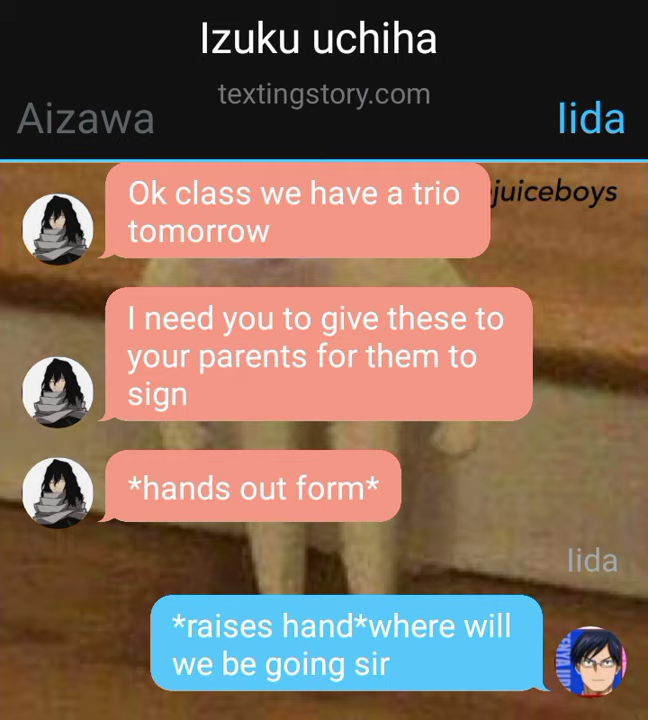 Izuku uchiha
textingstory.com
Aizawa
Iida
juiceboys
Ok class we have a trio
tomorrow
I need you to give these to
your parents for them to
sign
*hands out form*
Iida
*raises hand*where will
we be going sir